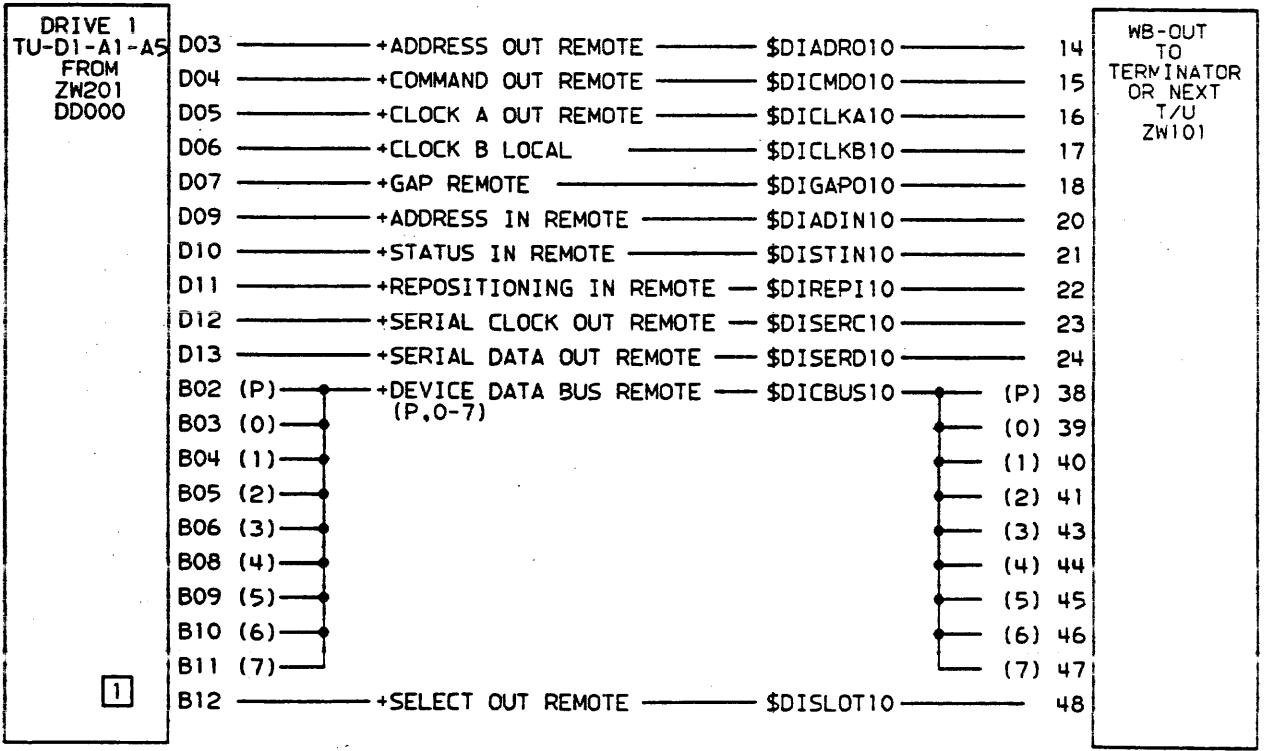 DRIVE 1
TU-D1-A1-A5
FROM
ZW201
DD000
WB-OUT
TO
TERMINATOR
OR NEXT
T/U
ZW101
D03 +ADDRESS OUT REMOTE $DIADRO10 14
D04 +COMMAND OUT REMOTE $DICMDO10 15
D05 +CLOCK A OUT REMOTE $DICLKA10 16
D06 +CLOCK B LOCAL $DICLKB10 17
D07 +GAP REMOTE $DIGAPO10 18
D09 +ADDRESS IN REMOTE $DIADIN10 20
D10 +STATUS IN REMOTE $DISTIN10 21
D11 +REPOSITIONING IN REMOTE $DIREPI10 22
D12 +SERIAL CLOCK OUT REMOTE $DISERC10 23
D13 +SERIAL DATA OUT REMOTE $DISERD10 24
B02 (P) +DEVICE DATA BUS REMOTE $DICBUS10 (P) 38
(P,0-7)
B03 (0) (0) 39
B04 (1) (1) 40
B05 (2) (2) 41
B06 (3) (3) 43
B08 (4) (4) 44
B09 (5) (5) 45
B10 (6) (6) 46
B11 (7) (7) 47
1
B12 +SELECT OUT REMOTE $DISLOT10 48